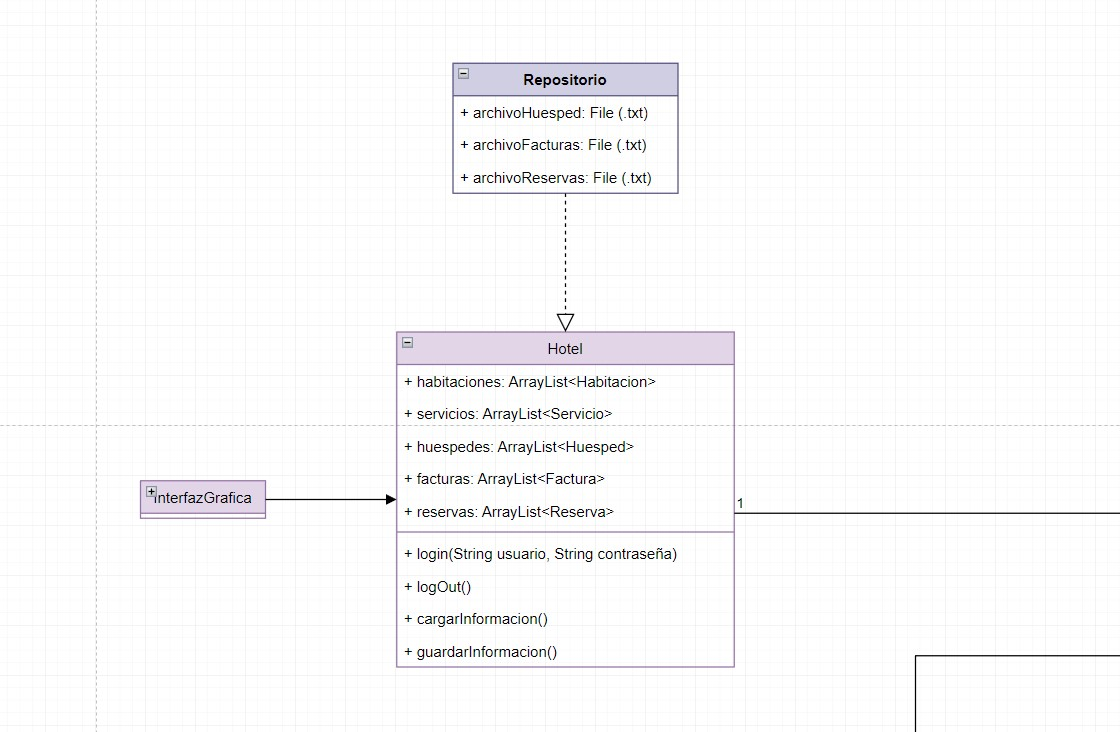 Repositorio
+ archivoHuesped: File (.txt)
+ archivoFacturas: File (.txt)
+ archivoReservas: File (.txt)
Hotel
+ habitaciones: ArrayList<Habitacion>
+ servicios: ArrayList<Servicio>
+ huespedes: ArrayList<Huesped>
+ facturas: ArrayList<Factura>
+ reservas: ArrayList<Reserva>
+ login(String usuario, String contraseña)
+ logOut()
+ cargarInformacion()
+ guardarInformacion()
InterfazGrafica
1